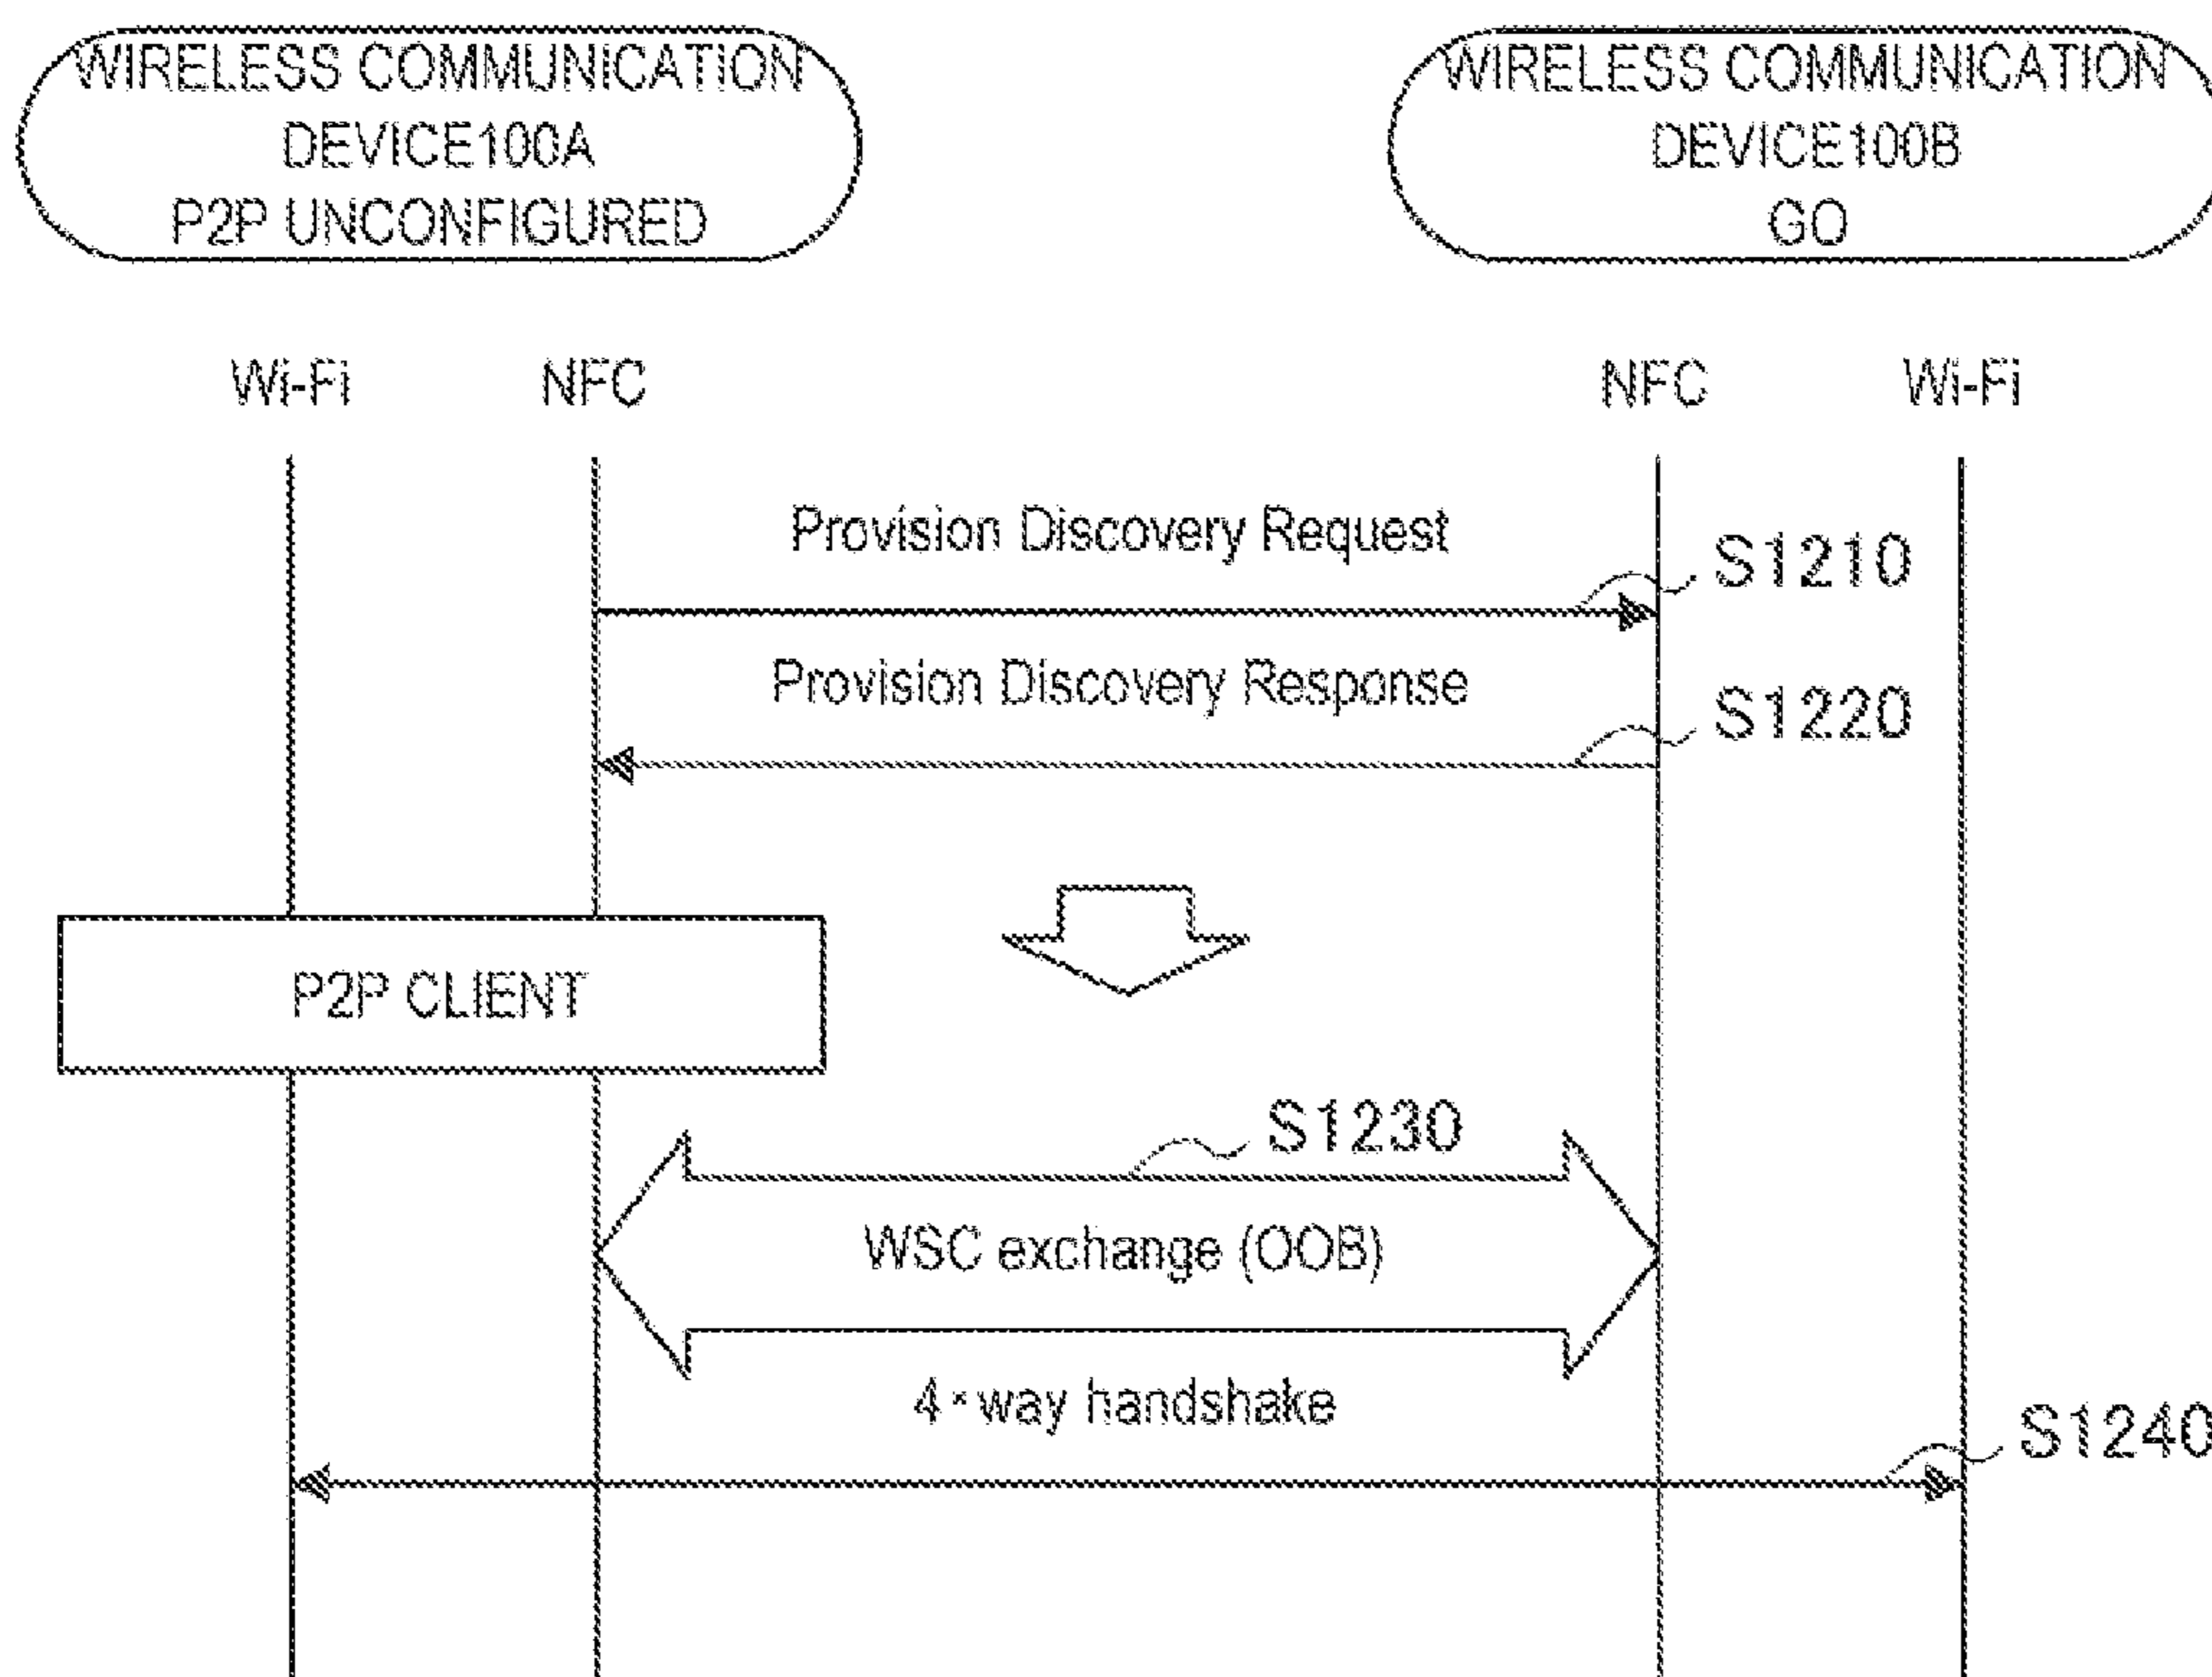 WIRELESS COMMUNICATION
DEVICE100A
P2P UNCONFIGURED
WIRELESS COMMUNICATION
DEVICE100B
GO
Wi-Fi
NFC
NFC
Wi-Fi
Provision Discovery Request
S1210
Provision Discovery Response
S1220
P2P CLIENT
S1230
WSC exchange (OOB)
4-way handshake
S1240